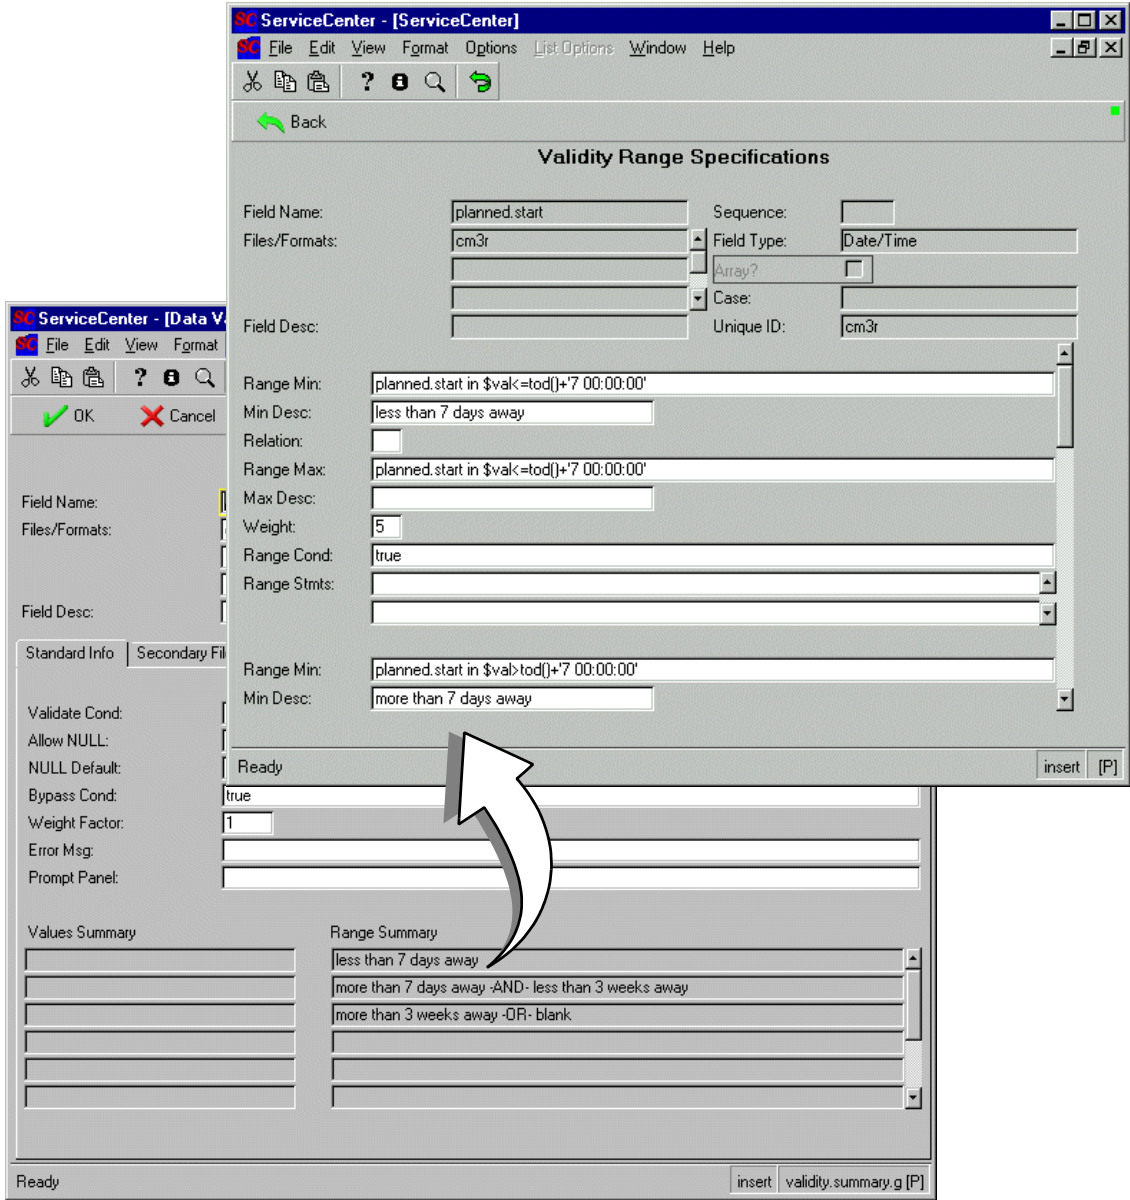 SC ServiceCenter - [ServiceCenter]
SC File Edit View Format Options List Options Window Help
?
Back
Validity Range Specifications
Field Name: planned.start Sequence:
Files/Formats: cm3r Field Type: Date/Time
Array?
Case:
Field Desc: Unique ID: cm3r
Range Min: planned.start in $val<=tod()+'7 00:00:00'
Min Desc: less than 7 days away
Relation:
Range Max: planned.start in $val<=tod()+'7 00:00:00'
Max Desc:
Weight: 5
Range Cond: true
Range Stmts:
Range Min: planned.start in $val>tod()+'7 00:00:00'
Min Desc: more than 7 days away
Ready insert [P]
SC ServiceCenter - [Data V
SC File Edit View Format
?
OK Cancel
Field Name:
Files/Formats:
Field Desc:
Standard Info Secondary Fil
Validate Cond:
Allow NULL:
NULL Default:
Bypass Cond: true
Weight Factor: 1
Error Msg:
Prompt Panel:
Values Summary Range Summary
less than 7 days away
more than 7 days away -AND- less than 3 weeks away
more than 3 weeks away -OR- blank
Ready insert validity.summary.g [P]